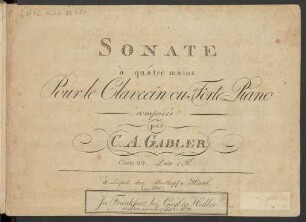 SONATE
à quatre mains
Pour le Clavecin ou Forte-Piano
composée
par
C. A. GABLER
à Leipsic chez Breitkopf & Härtel
In Frankfurt by Gayl & Hedler